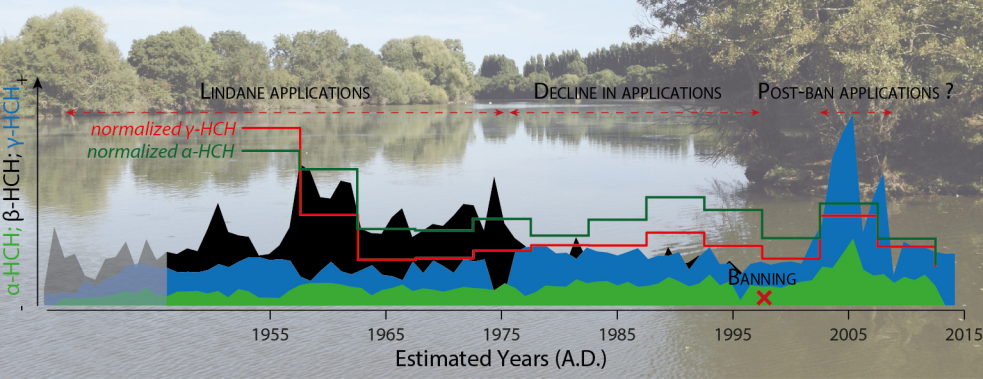 LINDANE APPLICATIONS
DECLINE IN APPLICATIONS
POST-BAN APPLICATIONS ?
normalized γ-HCH
normalized α-HCH
α-HCH; β-HCH; γ-HCH
+
-
BANNING
1955
1965
1975
1985
1995
2005
2015
Estimated Years (A.D.)